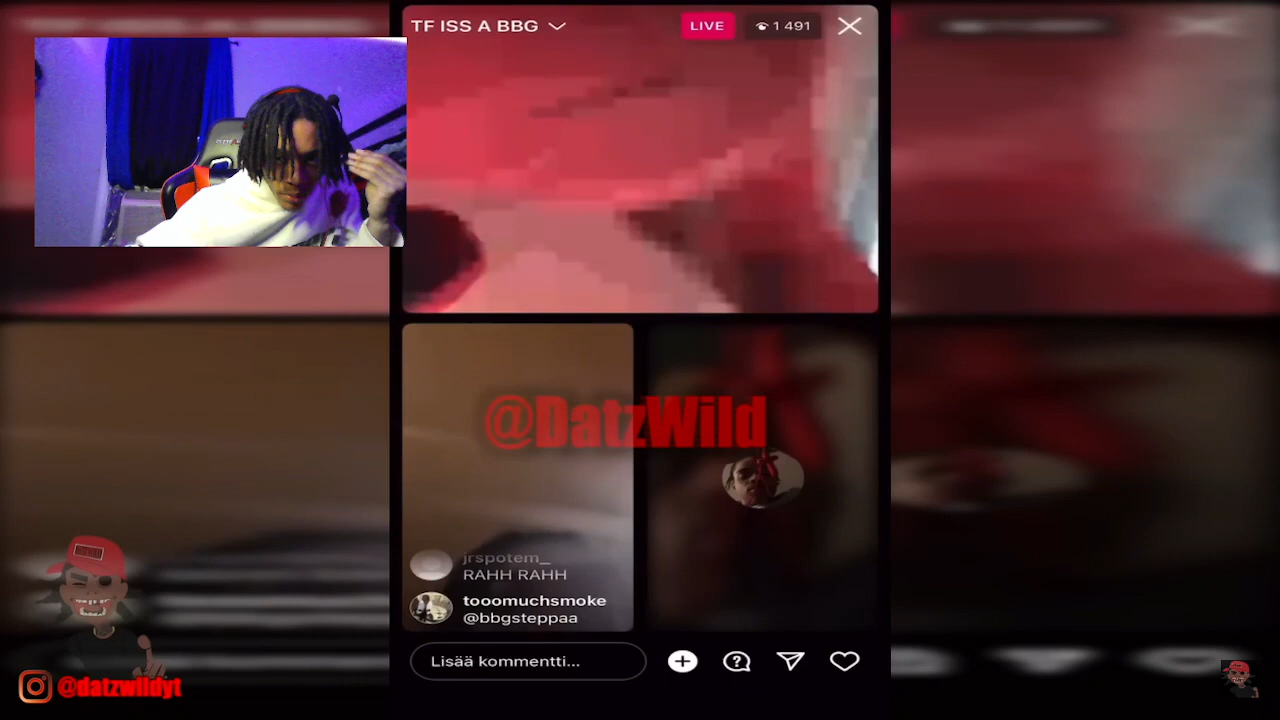 TF ISS A BBG
LIVE
1 491
@DatzWild
jrspotem_
RAHH RAHH
tooomuchsmoke
@bbgsteppaa
Lisää kommentti...
@datzwildyt